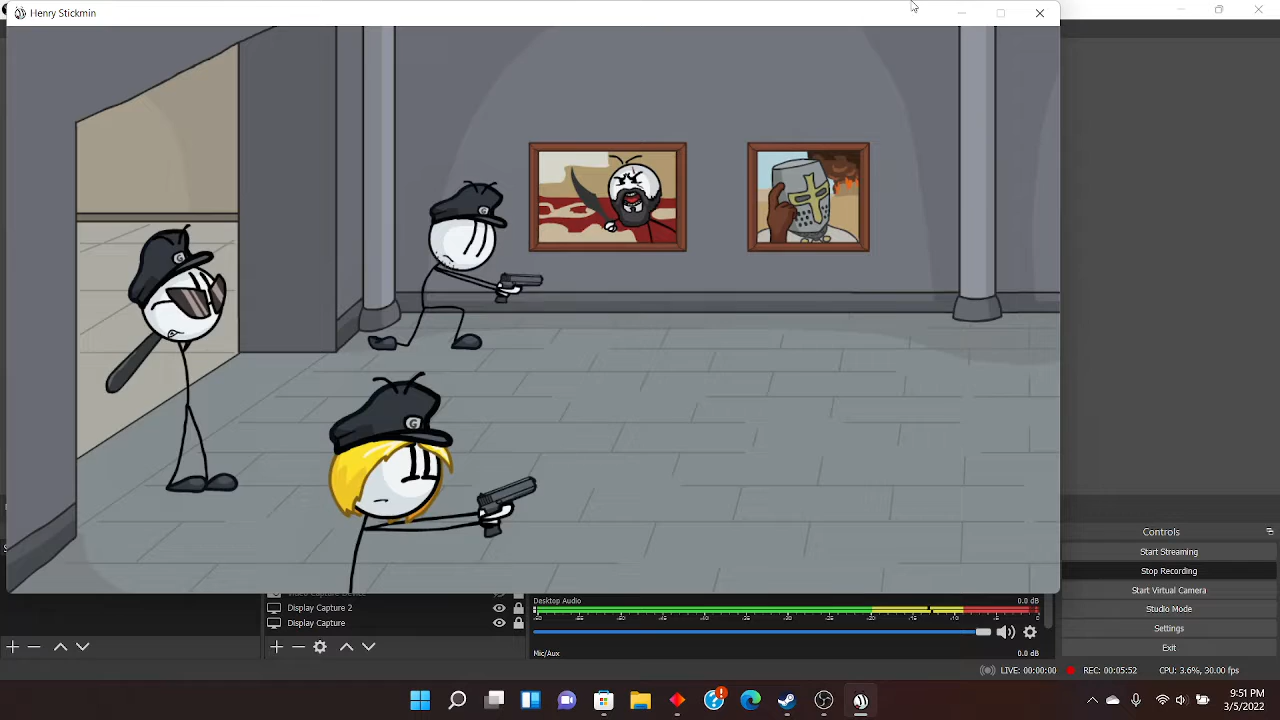 Henry Stickmin
G
G
G
Controls
Start Streaming
Stop Recording
Start Virtual Camera
Studio Mode
Settings
Exit
Display Capture 2
Display Capture
Desktop Audio
0.0 dB
Mic/Aux
0.0 dB
LIVE: 00:00:00
REC: 00:05:52
CPU: 3.6%, 30.00 fps
9:51 PM
3/5/2022